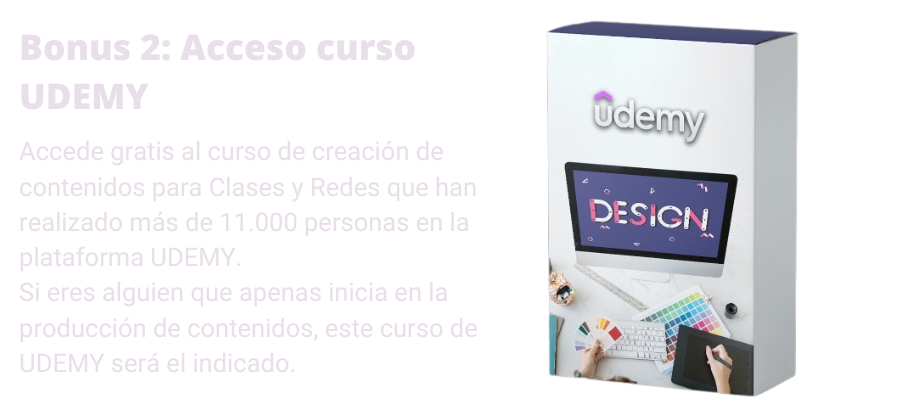 Bonus 2: Acceso curso
UDEMY
Accede gratis al curso de creación de
contenidos para Clases y Redes que han
realizado más de 11.000 personas en la
plataforma UDEMY.
Si eres alguien que apenas inicia en la
producción de contenidos, este curso de
UDEMY será el indicado.
udemy
DESIGN